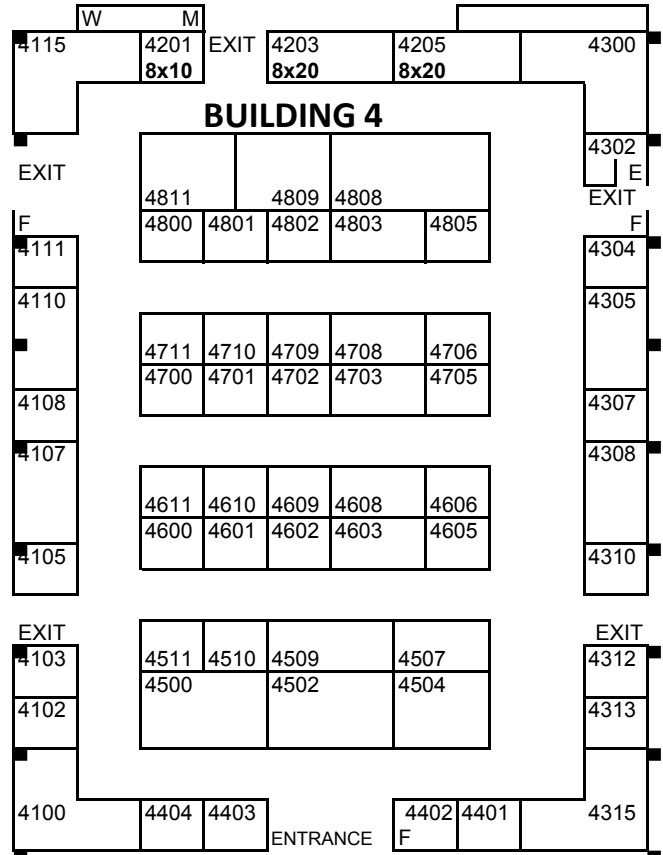 W M
4115 4201 EXIT 4203 4205 4300
8x10 8x20 8x20
BUILDING 4
4302
EXIT E
EXIT
4811 4809 4808
F 4800 4801 4802 4803 4805 F
4111 4304
4110 4305
4711 4710 4709 4708 4706
4700 4701 4702 4703 4705
4108 4307
4107 4308
4611 4610 4609 4608 4606
4600 4601 4602 4603 4605
4105 4310
EXIT EXIT
4103 4511 4510 4509 4507 4312
4500 4502 4504
4102 4313
4100 4404 4403 4402 4401 4315
ENTRANCE F